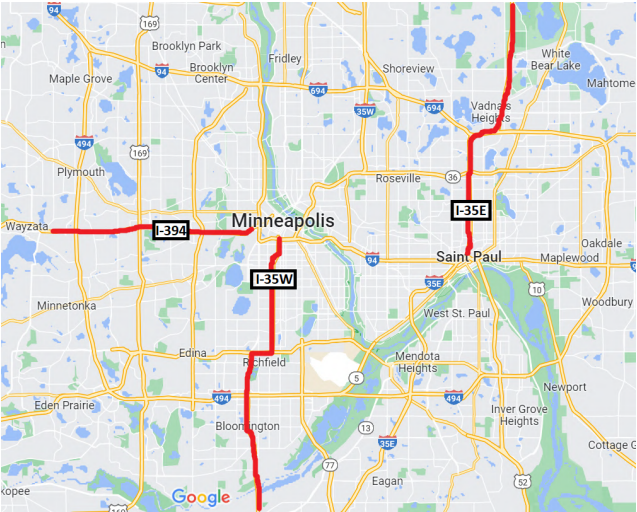 94
169
Brooklyn Park
Fridley
White
Bear Lake
Maple Grove
94
Brooklyn
Center
Shoreview
Mahtome
694
35W
694
Vadnais
Heights
494
169
Plymouth
Roseville
36
I-35E
Wayzata
I-394
Minneapolis
Oakdale
94
Saint Paul
Maplewood
I-35W
35E
10
Woodbury
Minnetonka
West St. Paul
Edina
Richfield
Mendota
Heights
5
494
494
Newport
Eden Prairie
Inver Grove
Heights
Bloomington
13
35E
Cottage G
77
Eagan
52
kopee
Google
169